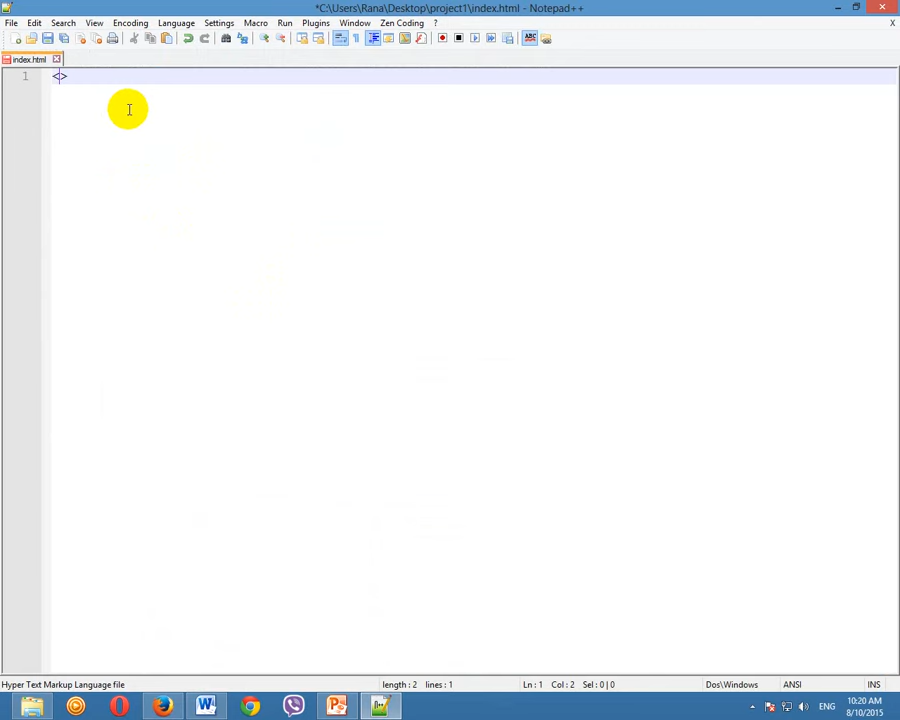 *C:\Users\Rana\Desktop\project1\index.html - Notepad++
File Edit Search View Encoding Language Settings Macro Run Plugins Window Zen Coding ? X
index.html
1 <>
Hyper Text Markup Language file length : 2 lines : 1 Ln : 1 Col : 2 Sel : 0 | 0 Dos\Windows ANSI INS
ENG 10:20 AM
8/10/2015